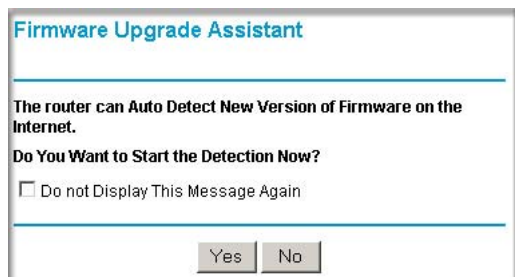 Firmware Upgrade Assistant
The router can Auto Detect New Version of Firmware on the
Internet.
Do You Want to Start the Detection Now?
Do not Display This Message Again
Yes No